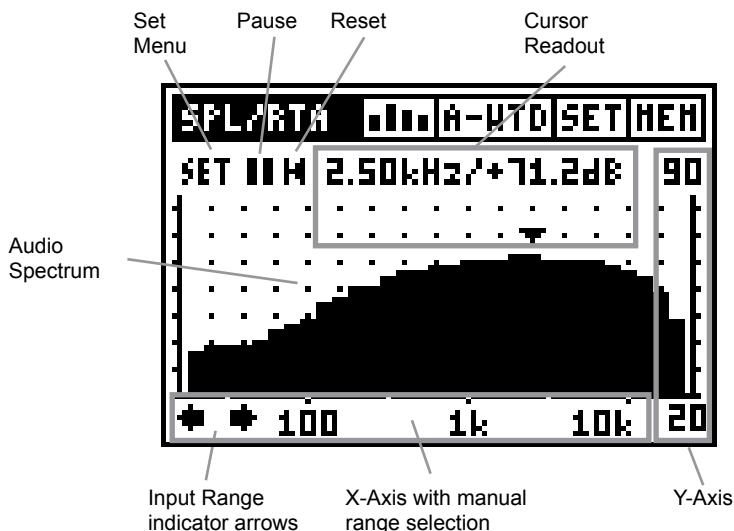 Set
Menu
Pause
Reset
Cursor
Readout
SPL/RTA A-WTD SET MEM
SET 2.50kHz/+71.2dB 90
Audio
Spectrum
100 1k 10k 20
Input Range
indicator arrows
X-Axis with manual
range selection
Y-Axis